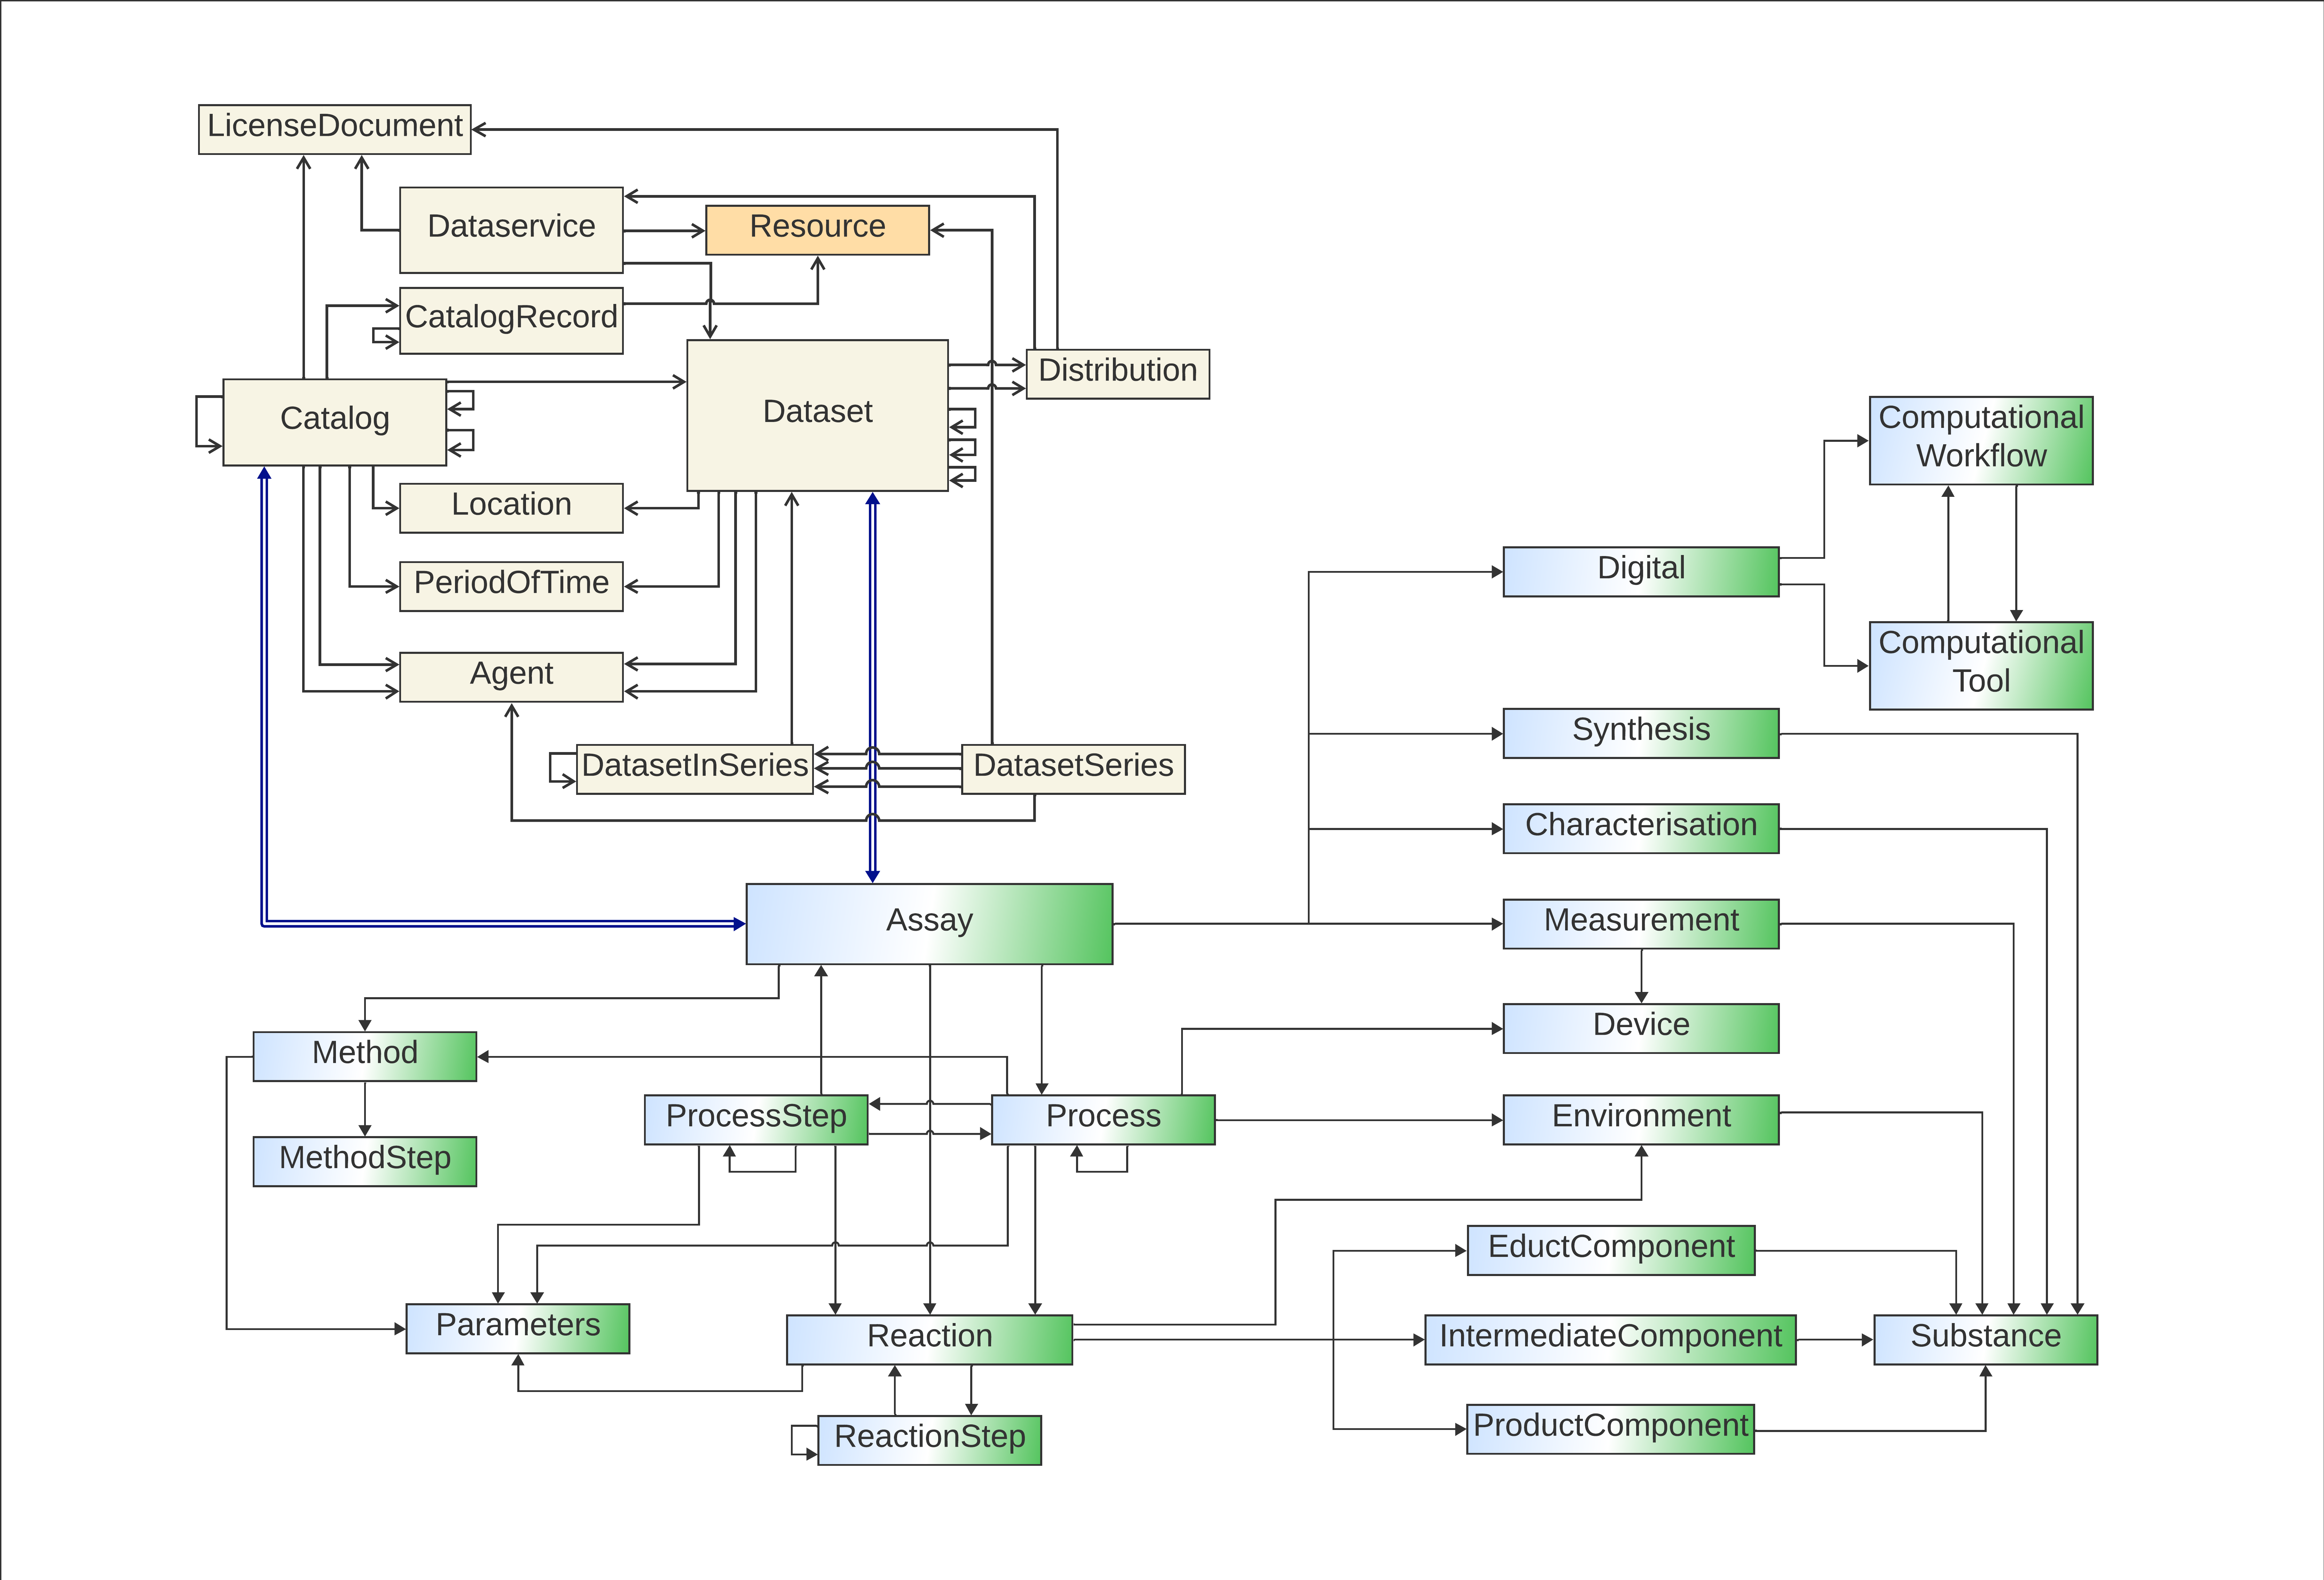 LicenseDocument
Dataservice
Resource
CatalogRecord
Distribution
Catalog
Dataset
Computational
Workflow
Location
Digital
PeriodOfTime
Computational
Tool
Agent
Synthesis
DatasetInSeries
DatasetSeries
Characterisation
Assay
Measurement
Device
Method
ProcessStep
Process
Environment
MethodStep
EductComponent
Parameters
Reaction
IntermediateComponent
Substance
ProductComponent
ReactionStep